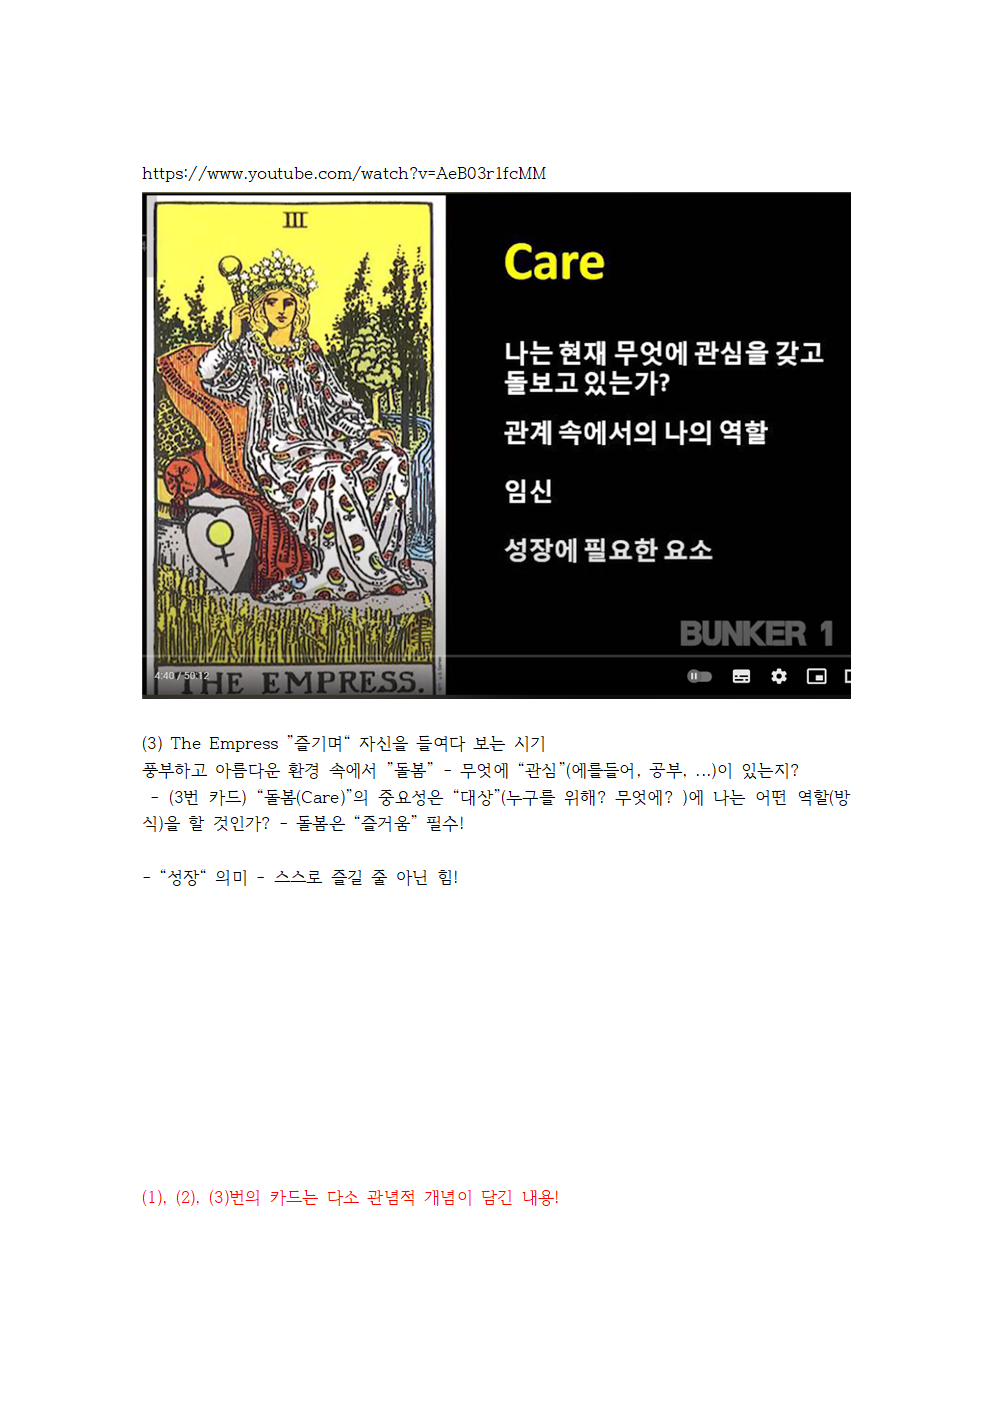 https://www.youtube.com/watch?v=AeB03r1fcMM
III
Care
나는 현재 무엇에 관심을 갖고
돌보고 있는가?
관계 속에서의 나의 역할
임신
성장에 필요한 요소
BUNKER 1
4:40 / 50:12
THE EMPRESS.
(3) The Empress ”즐기며“ 자신을 들여다 보는 시기
풍부하고 아름다운 환경 속에서 ”돌봄” - 무엇에 “관심”(에를들어, 공부, ...)이 있는지?
- (3번 카드) “돌봄(Care)”의 중요성은 “대상”(누구를 위해? 무엇에? )에 나는 어떤 역할(방
식)을 할 것인가? - 돌봄은 “즐거움” 필수!
- “성장“ 의미 - 스스로 즐길 줄 아닌 힘!
(1), (2), (3)번의 카드는 다소 관념적 개념이 담긴 내용!